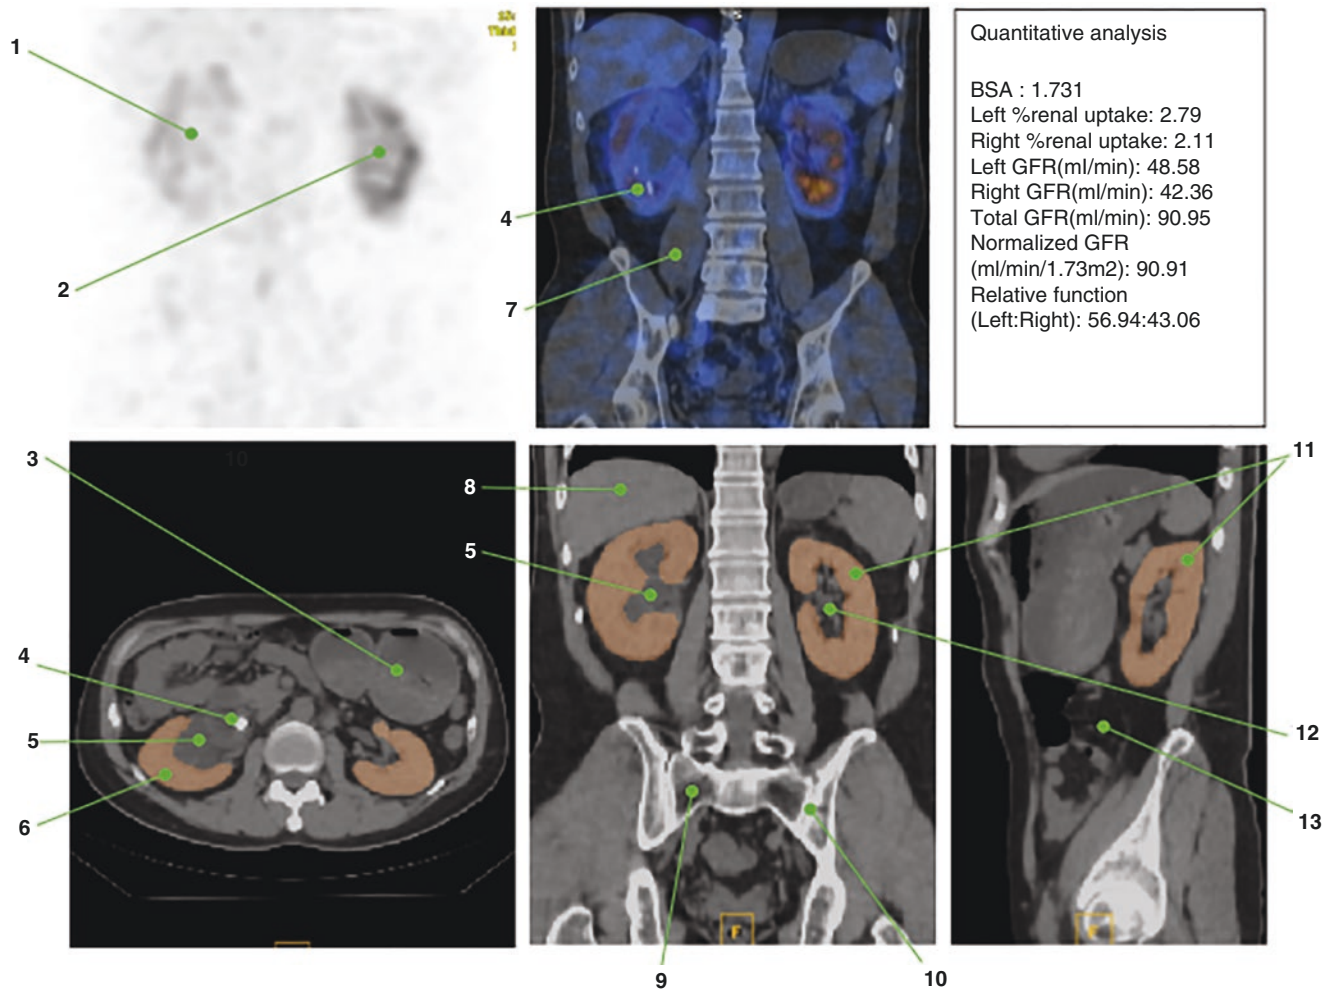 1
2
4
7
Quantitative analysis
BSA : 1.731
Left %renal uptake: 2.79
Right %renal uptake: 2.11
Left GFR(ml/min): 48.58
Right GFR(ml/min): 42.36
Total GFR(ml/min): 90.95
Normalized GFR
(ml/min/1.73m2): 90.91
Relative function
(Left:Right): 56.94:43.06
3
10
4
5
6
8
5
F
9
10
11
12
13
F